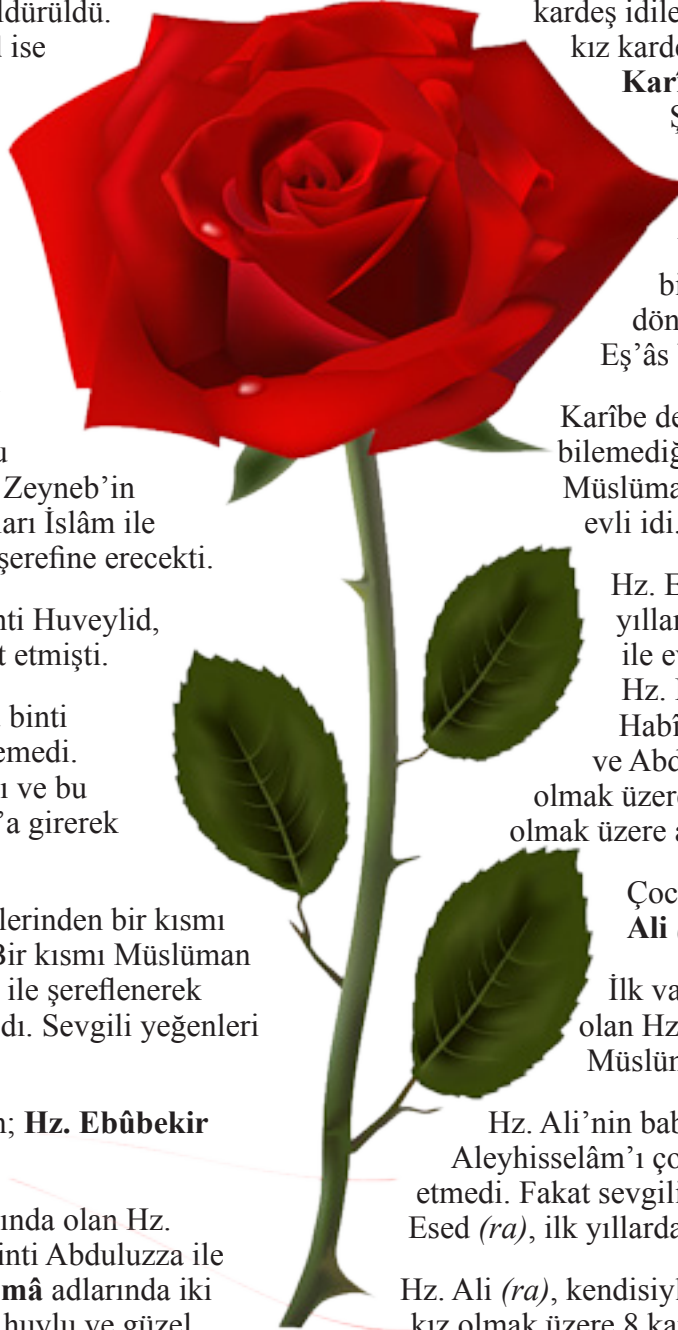 ldürüldü.
l ise
u
Zeyneb’in
ları İslâm ile
şerefine erecekti.
nti Huveylid,
t etmişti.
binti
emedi.
ı ve bu
’a girerek
lerinden bir kısmı
Bir kısmı Müslüman
ile şereflenerek
dı. Sevgili yeğenleri
n; Hz. Ebûbekir
ında olan Hz.
inti Abduluzza ile
mâ adlarında iki
huylu ve güzel
kardeş idile
kız karde
Karî
Ş
bi
dön
Eş’âs
Karîbe de
bilemediğ
Müslüma
evli idi.
Hz. E
yıllar
ile ev
Hz.
Habî
ve Abd
olmak üzere
olmak üzere a
Çoc
Ali
İlk va
olan Hz.
Müslün
Hz. Ali’nin bab
Aleyhisselâm’ı ço
etmedi. Fakat sevgili
Esed (ra), ilk yıllarda
Hz. Ali (ra), kendisiyl
kız olmak üzere 8 ka